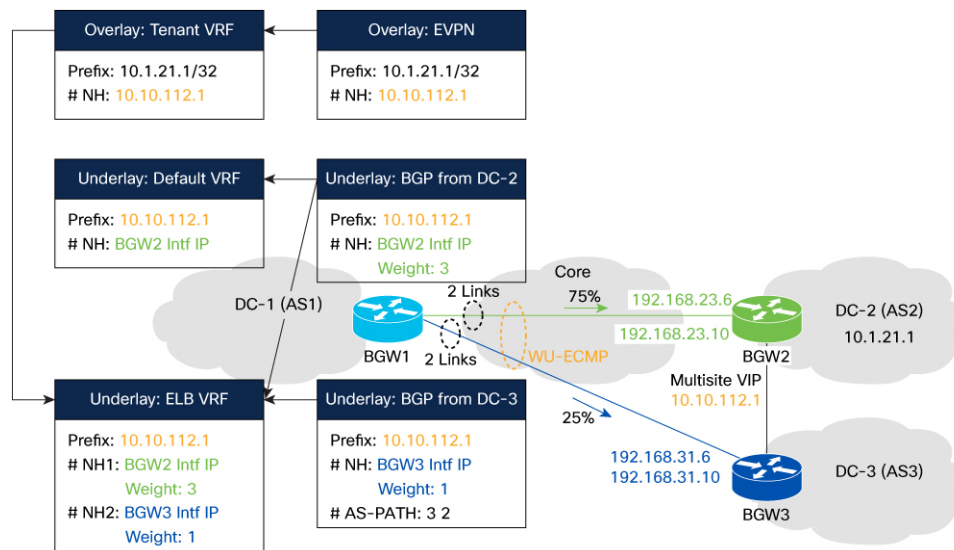 Overlay: Tenant VRF
Prefix: 10.1.21.1/32
# NH: 10.10.112.1
Overlay: EVPN
Prefix: 10.1.21.1/32
# NH: 10.10.112.1
Underlay: Default VRF
Prefix: 10.10.112.1
# NH: BGW2 Intf IP
Underlay: BGP from DC-2
Prefix: 10.10.112.1
# NH: BGW2 Intf IP
Weight: 3
DC-1 (AS1)
BGW1
2 Links
2 Links
Core
75%
WU-ECMP
25%
192.168.23.6
192.168.23.10
BGW2
DC-2 (AS2)
10.1.21.1
Multisite VIP
10.10.112.1
192.168.31.6
192.168.31.10
BGW3
DC-3 (AS3)
Underlay: ELB VRF
Prefix: 10.10.112.1
# NH1: BGW2 Intf IP
Weight: 3
# NH2: BGW3 Intf IP
Weight: 1
Underlay: BGP from DC-3
Prefix: 10.10.112.1
# NH: BGW3 Intf IP
Weight: 1
# AS-PATH: 3 2